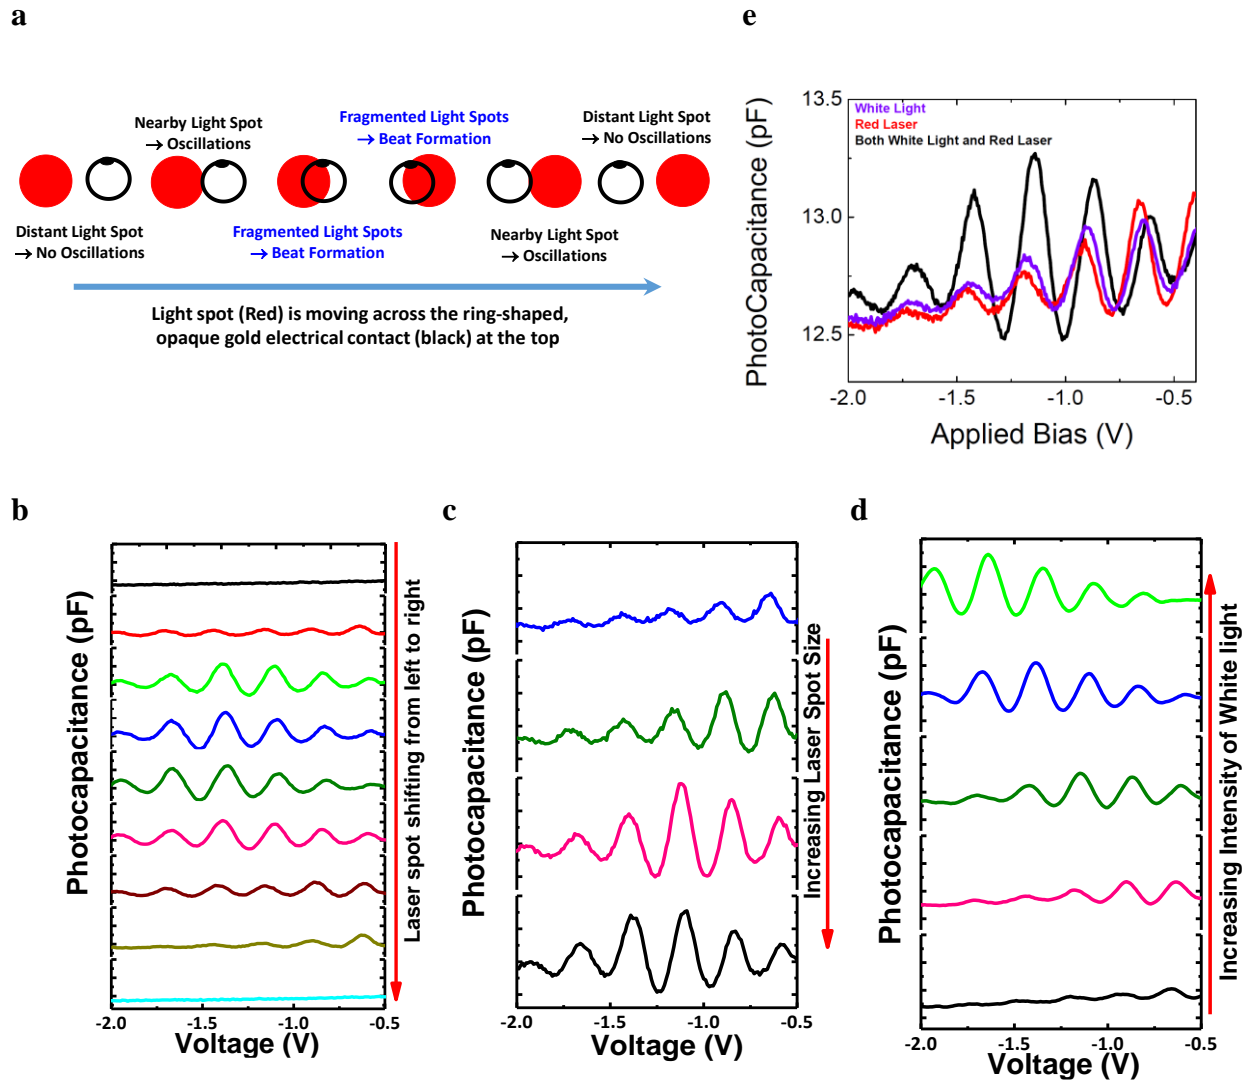 a
Nearby Light Spot
→ Oscillations
Fragmented Light Spots
→ Beat Formation
Distant Light Spot
→ No Oscillations
Distant Light Spot
→ No Oscillations
Fragmented Light Spots
→ Beat Formation
Nearby Light Spot
→ Oscillations
Light spot (Red) is moving across the ring-shaped,
opaque gold electrical contact (black) at the top
e
PhotoCapacitance (pF)
13.5
13.0
12.5
White Light
Red Laser
Both White Light and Red Laser
-2.0 -1.5 -1.0 -0.5
Applied Bias (V)
b
Photocapacitance (pF)
Laser spot shifting from left to right
-2.0 -1.5 -1.0 -0.5
Voltage (V)
c
Photocapacitance (pF)
Increasing Laser Spot Size
-2.0 -1.5 -1.0 -0.5
Voltage (V)
d
Photocapacitance (pF)
Increasing Intensity of White light
-2.0 -1.5 -1.0 -0.5
Voltage (V)